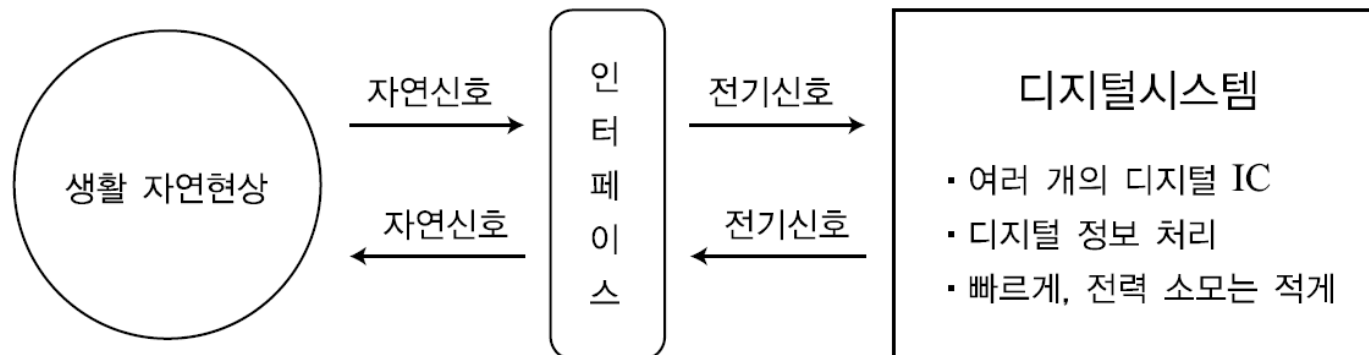 생활 자연현상
자연신호
자연신호
인
터
페
이
스
전기신호
전기신호
디지털시스템
· 여러 개의 디지털 IC
· 디지털 정보 처리
· 빠르게, 전력 소모는 적게